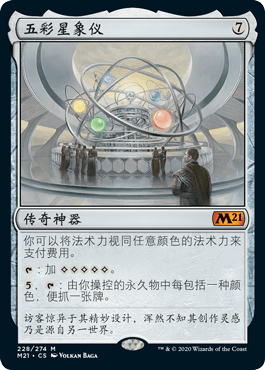 五彩星象仪 7
传奇神器 M21
你可以将法术力视同任意颜色的法术力来
支付费用。
：加 。
5，：由你操控的永久物中每包括一种颜
色，便抓一张牌。
访客惊异于其精妙设计，浑然不知其创作灵感
乃是源自另一世界。
228/274 M
M21 • CS VOLKAN BAGA
™ & © 2020 Wizards of the Coast